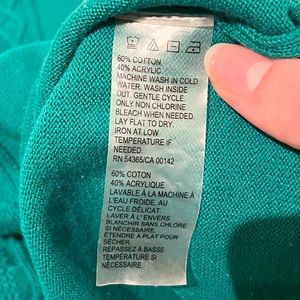 60% COTTON
40% ACRYLIC
MACHINE WASH IN COLD
WATER. WASH INSIDE
OUT. GENTLE CYCLE
ONLY NON CHLORINE
BLEACH WHEN NEEDED.
LAY FLAT TO DRY.
IRON AT LOW
TEMPERATURE IF
NEEDED.
RN 54365/CA 00142
60% COTON
40% ACRYLIQUE
LAVABLE À LA MACHINE À
L'EAU FROIDE, AU
CYCLE DÉLICAT.
LAVER À L'ENVERS.
BLANCHIR SANS CHLORE
SI NÉCESSAIRE.
ÉTENDRE À PLAT POUR
SÉCHER.
REPASSEZ À BASSE
TEMPÉRATURE SI
NÉCESSAIRE.